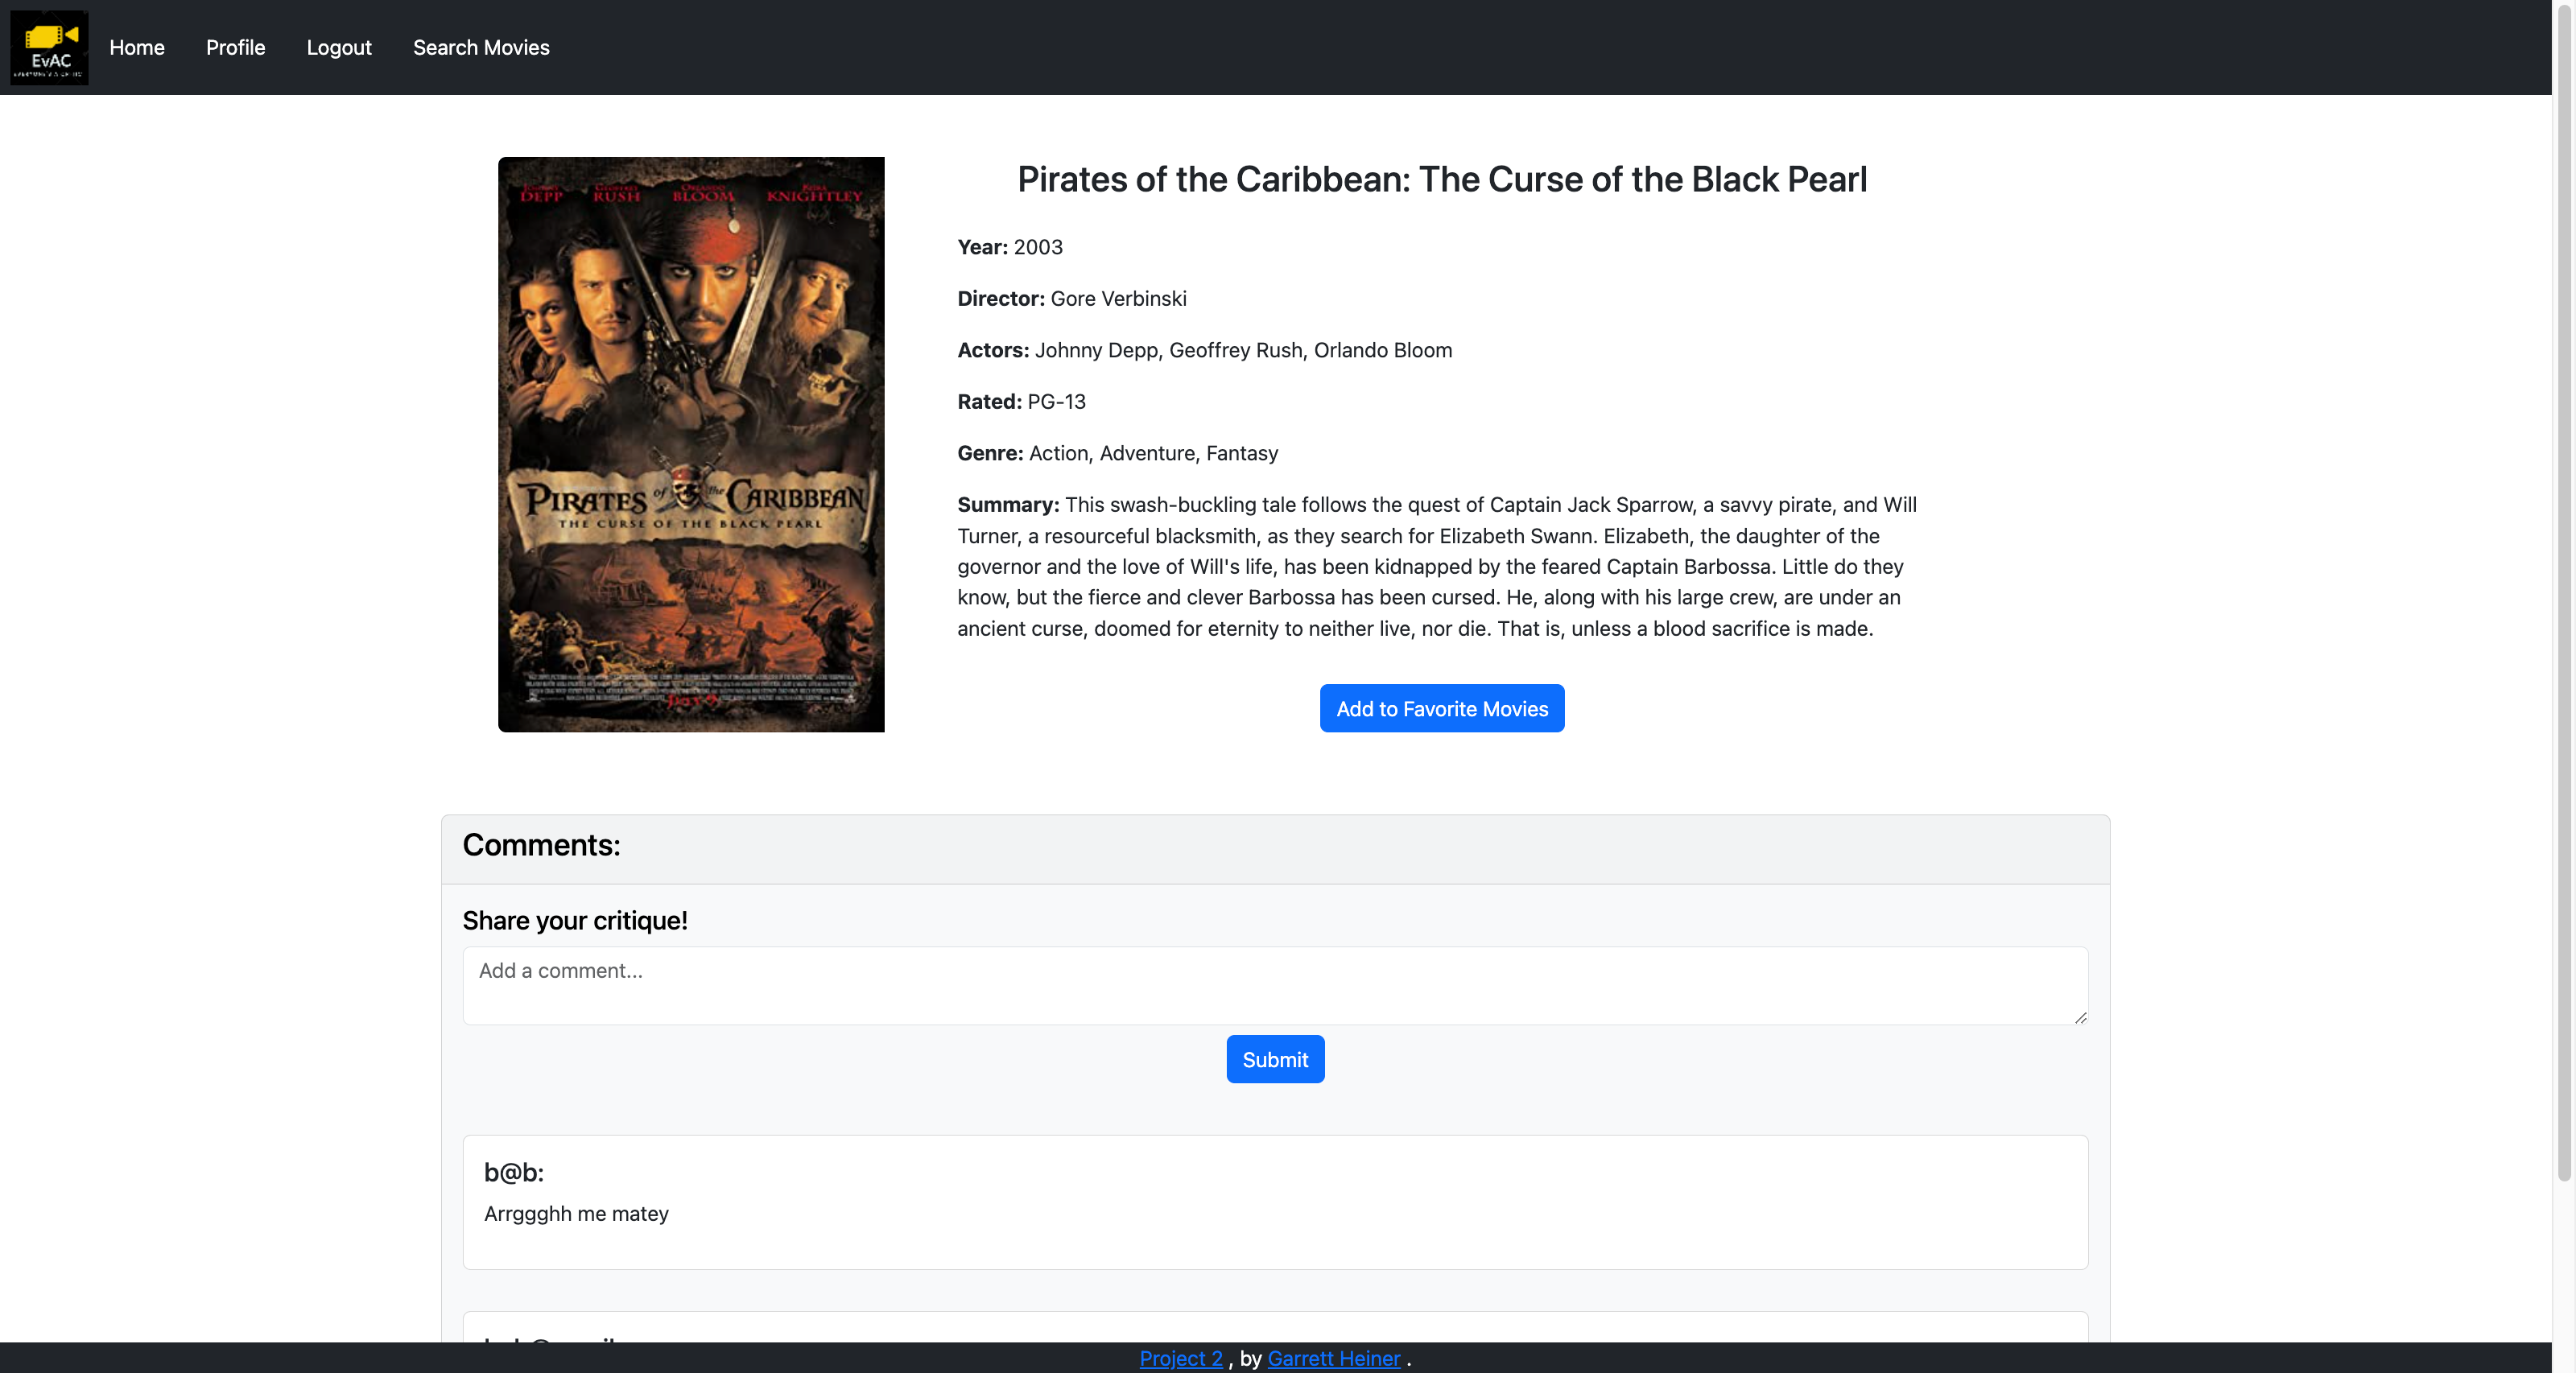 EvAC
Home Profile Logout Search Movies
JOHNNY DEPP GEOFFREY RUSH ORLANDO BLOOM KEIRA KNIGHTLEY
PIRATES of the CARIBBEAN
THE CURSE OF THE BLACK PEARL
JULY 9
Pirates of the Caribbean: The Curse of the Black Pearl
Year: 2003
Director: Gore Verbinski
Actors: Johnny Depp, Geoffrey Rush, Orlando Bloom
Rated: PG-13
Genre: Action, Adventure, Fantasy
Summary: This swash-buckling tale follows the quest of Captain Jack Sparrow, a savvy pirate, and Will
Turner, a resourceful blacksmith, as they search for Elizabeth Swann. Elizabeth, the daughter of the
governor and the love of Will's life, has been kidnapped by the feared Captain Barbossa. Little do they
know, but the fierce and clever Barbossa has been cursed. He, along with his large crew, are under an
ancient curse, doomed for eternity to neither live, nor die. That is, unless a blood sacrifice is made.
Add to Favorite Movies
Comments:
Share your critique!
Add a comment...
Submit
b@b:
Arrggghh me matey
Project 2 , by Garrett Heiner .